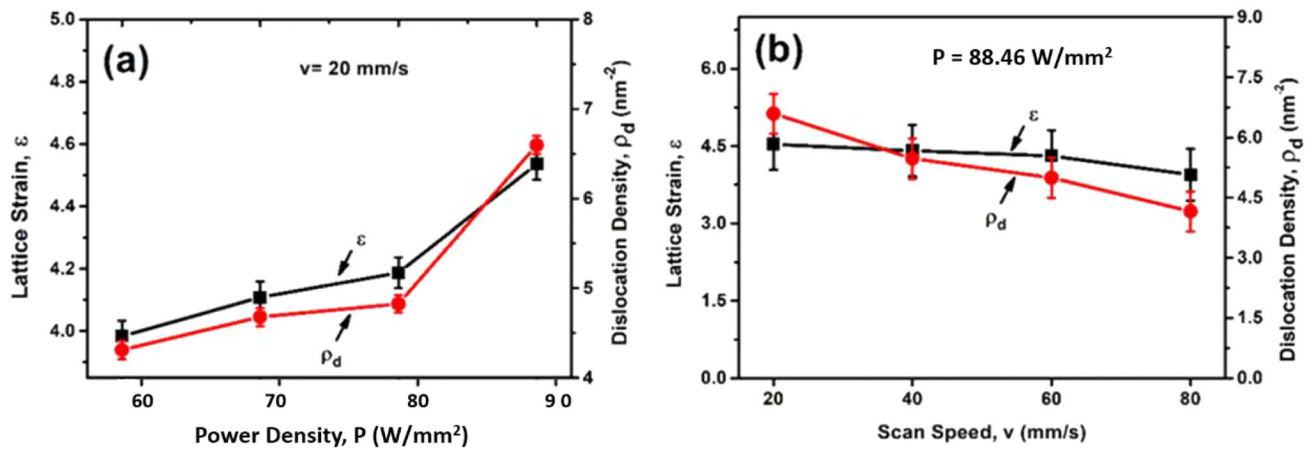 (a)
v= 20 mm/s
Lattice Strain, ε
5.0
4.8
4.6
4.4
4.2
4.0
ε
ρd
8
7
6
5
4
Dislocation Density, ρd (nm-2)
60 70 80 9 0
Power Density, P (W/mm2)
(b)
P = 88.46 W/mm2
Lattice Strain, ε
6.0
4.5
3.0
1.5
0.0
ε
ρd
9.0
7.5
6.0
4.5
3.0
1.5
0.0
Dislocation Density, ρd (nm-2)
20 40 60 80
Scan Speed, v (mm/s)